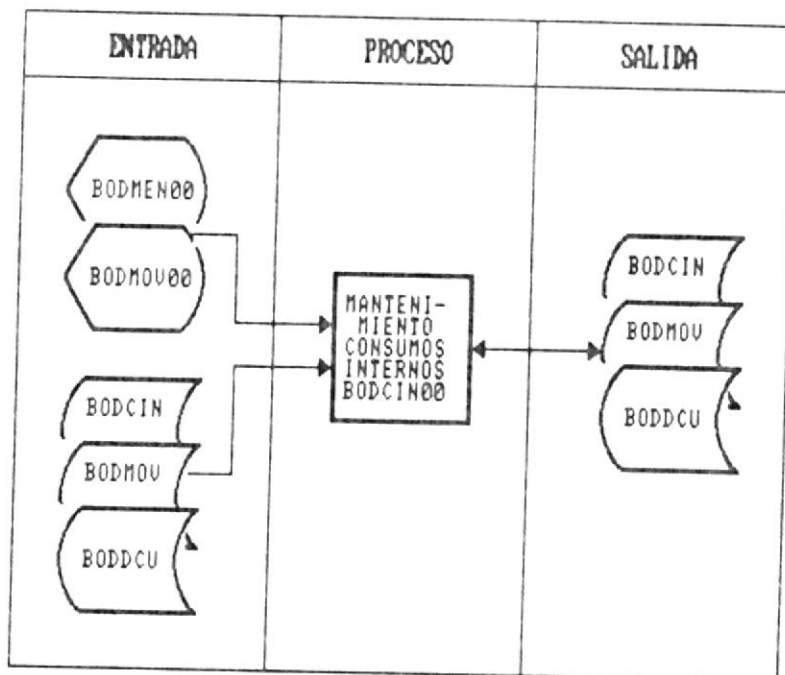 ENTRADA
PROCESO
SALIDA
BODMEN00
BODMOV00
BODCIN
BODMOV
BODDCU
MANTENI-
MIENTO
CONSUMOS
INTERNOS
BODCIN00
BODCIN
BODMOV
BODDCU